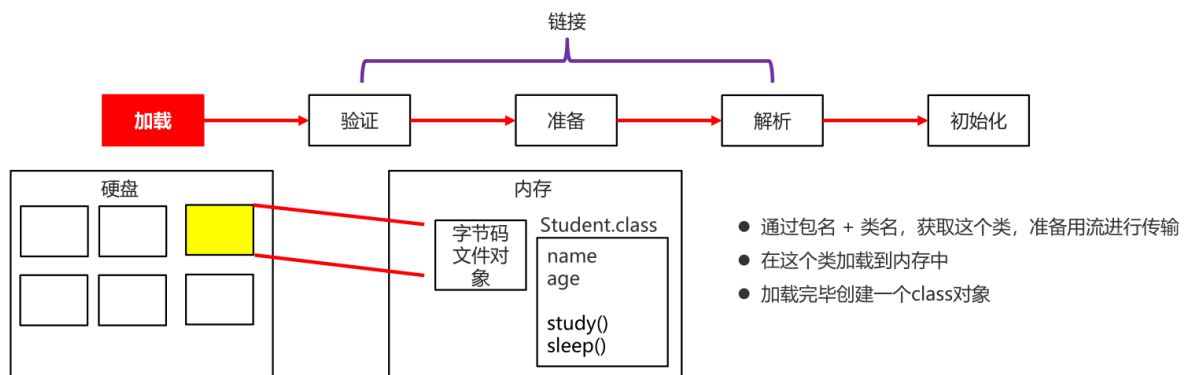 链接
加载
验证
准备
解析
初始化
硬盘
内存
字节码
文件对
象
Student.class
name
age
study()
sleep()
通过包名 + 类名，获取这个类，准备用流进行传输
在这个类加载到内存中
加载完毕创建一个class对象